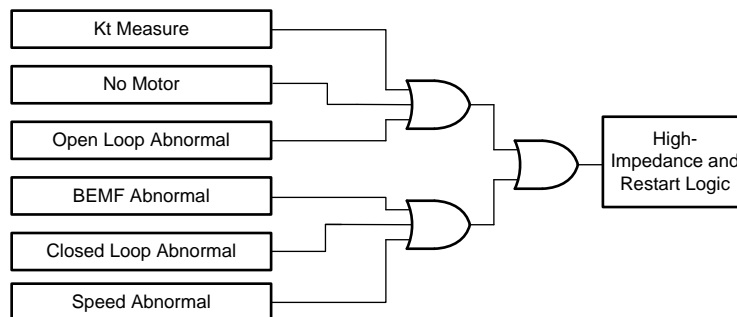 Kt Measure
No Motor
Open Loop Abnormal
BEMF Abnormal
Closed Loop Abnormal
Speed Abnormal
High-
Impedance and
Restart Logic